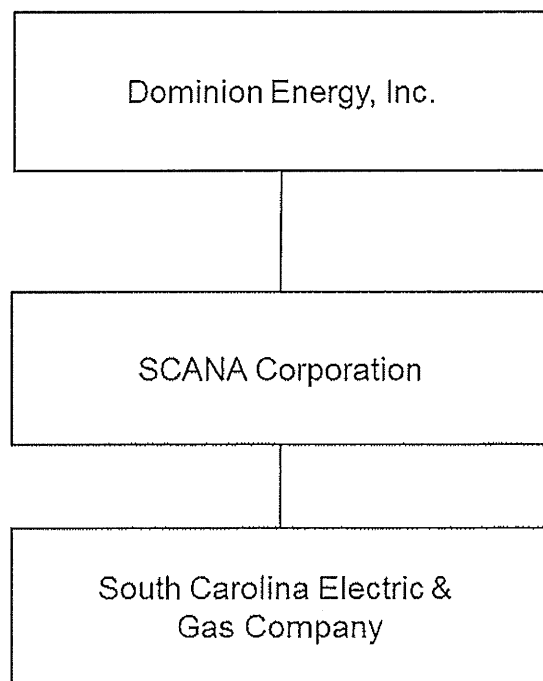 Dominion Energy, Inc.
SCANA Corporation
South Carolina Electric &
Gas Company